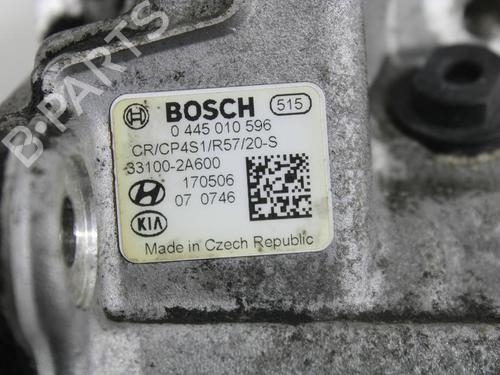 BOSCH 515
0 445 010 596
CR/CP4S1/R57/20-S
33100-2A600
170506
07 0746
KIA
Made in Czech Republic
B-PARTS